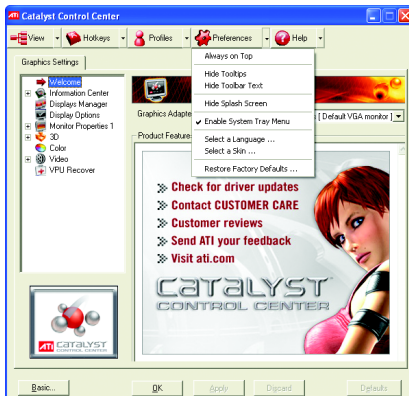 ATI Catalyst Control Center
View Hotkeys Profiles Preferences Help
Graphics Settings
Always on Top
Hide Tooltips
Hide Toolbar Text
Hide Splash Screen
Enable System Tray Menu
Select a Language ...
Select a Skin ...
Restore Factory Defaults ...
Welcome
Information Center
Displays Manager
Display Options
Monitor Properties 1
3D
Color
Video
VPU Recover
Graphics Adapte
[ Default VGA monitor ]
Product Feature
Check for driver updates
Contact CUSTOMER CARE
Customer reviews
Send ATI your feedback
Visit ati.com
CATALYST
CONTROL CENTER
ATI CATALYST
CONTROL CENTER
Basic...
OK
Apply
Discard
Defaults